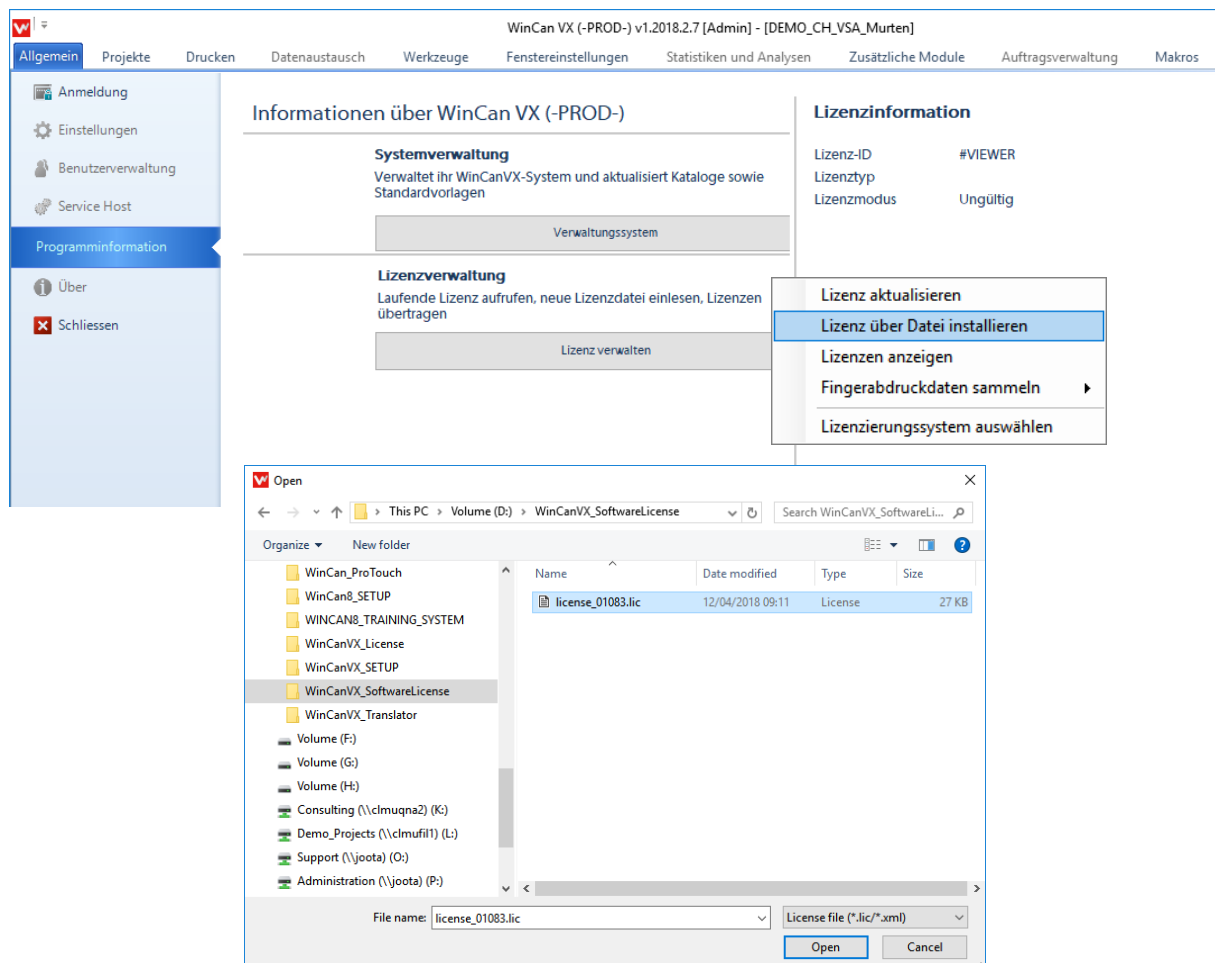 WinCan VX (-PROD-) v1.2018.2.7 [Admin] - [DEMO_CH_VSA_Murten]
Allgemein Projekte Drucken Datenaustausch Werkzeuge Fenstereinstellungen Statistiken und Analysen Zusätzliche Module Auftragsverwaltung Makros
Anmeldung
Einstellungen
Benutzerverwaltung
Service Host
Programminformation
Über
Schliessen
Informationen über WinCan VX (-PROD-)
Systemverwaltung
Verwaltet ihr WinCanVX-System und aktualisiert Kataloge sowie
Standardvorlagen
Verwaltungssystem
Lizenzverwaltung
Laufende Lizenz aufrufen, neue Lizenzdatei einlesen, Lizenzen
übertragen
Lizenz verwalten
Lizenzinformation
Lizenz-ID #VIEWER
Lizenztyp
Lizenzmodus Ungültig
Lizenz aktualisieren
Lizenz über Datei installieren
Lizenzen anzeigen
Fingerabdruckdaten sammeln
Lizenzierungssystem auswählen
Open
This PC > Volume (D:) > WinCanVX_SoftwareLicense
Search WinCanVX_SoftwareLi...
Organize New folder
WinCan_ProTouch
WinCan8_SETUP
WINCAN8_TRAINING_SYSTEM
WinCanVX_License
WinCanVX_SETUP
WinCanVX_SoftwareLicense
WinCanVX_Translator
Volume (F:)
Volume (G:)
Volume (H:)
Consulting (\\clmuqna2) (K:)
Demo_Projects (\\clmufil1) (L:)
Support (\\joota) (O:)
Administration (\\joota) (P:)
Name Date modified Type Size
license_01083.lic 12/04/2018 09:11 License 27 KB
File name: license_01083.lic License file (*.lic/*.xml)
Open Cancel